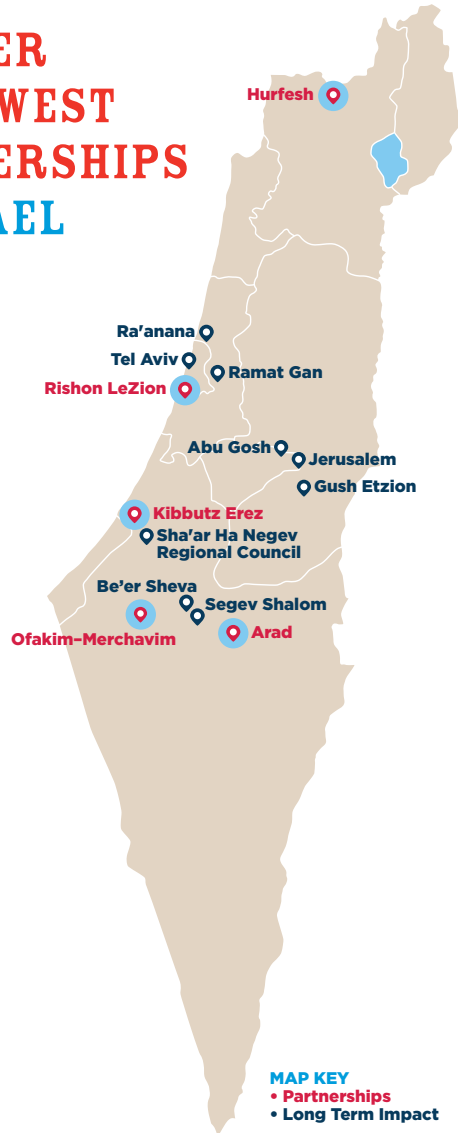 ER
WEST
ERSHIPS
AEL
Hurfesh
Ra'anana
Tel Aviv
Ramat Gan
Rishon LeZion
Abu Gosh
Jerusalem
Gush Etzion
Kibbutz Erez
Sha'ar Ha Negev
Regional Council
Be'er Sheva
Segev Shalom
Ofakim–Merchavim
Arad
MAP KEY
• Partnerships
• Long Term Impact